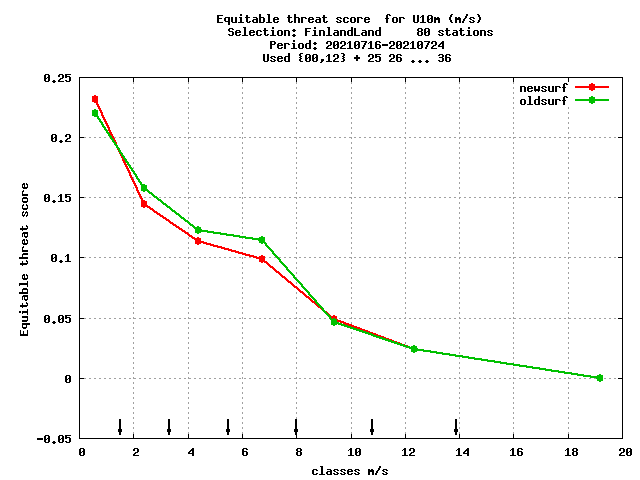 Equitable threat score  for U10m (m/s)
Selection: FinlandLand     80 stations
Period: 20210716-20210724
Used {00,12} + 25 26 ... 36
newsurf
oldsurf
0.25
0.2
0.15
0.1
0.05
0
-0.05
Equitable threat score
0 2 4 6 8 10 12 14 16 18 20
classes m/s